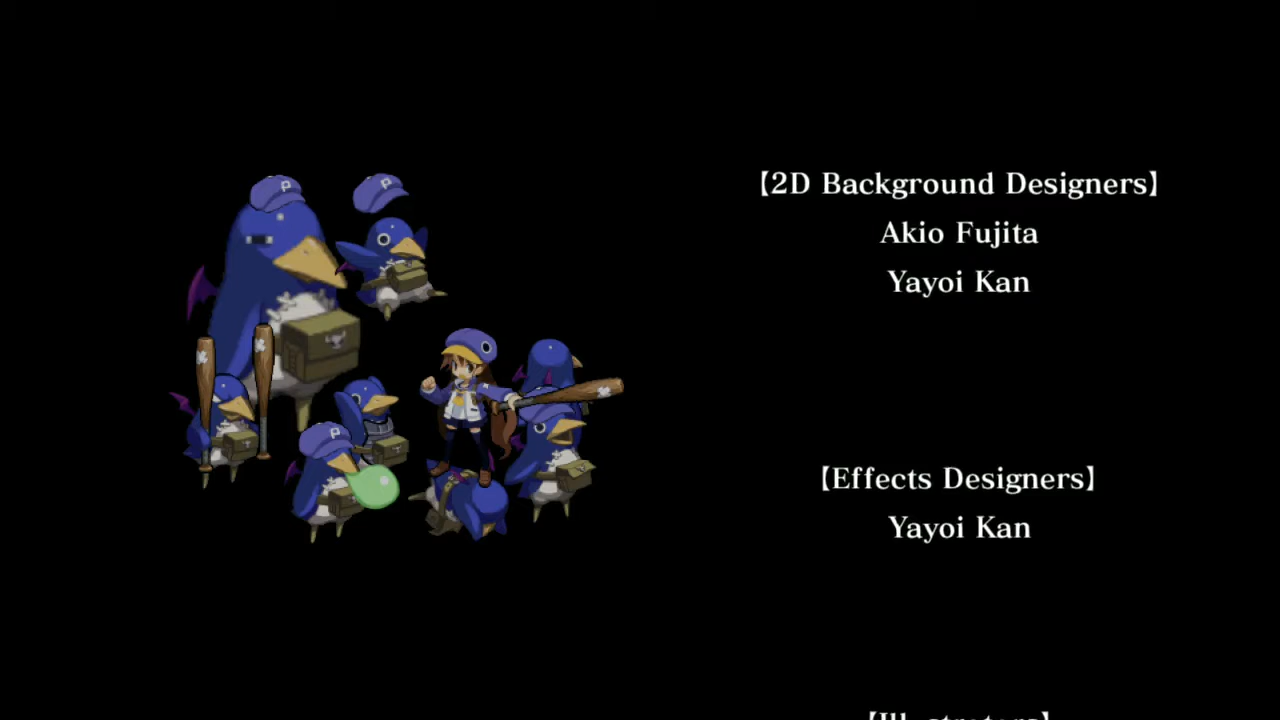 【2D Background Designers】
Akio Fujita
Yayoi Kan
【Effects Designers】
Yayoi Kan
P
P
P